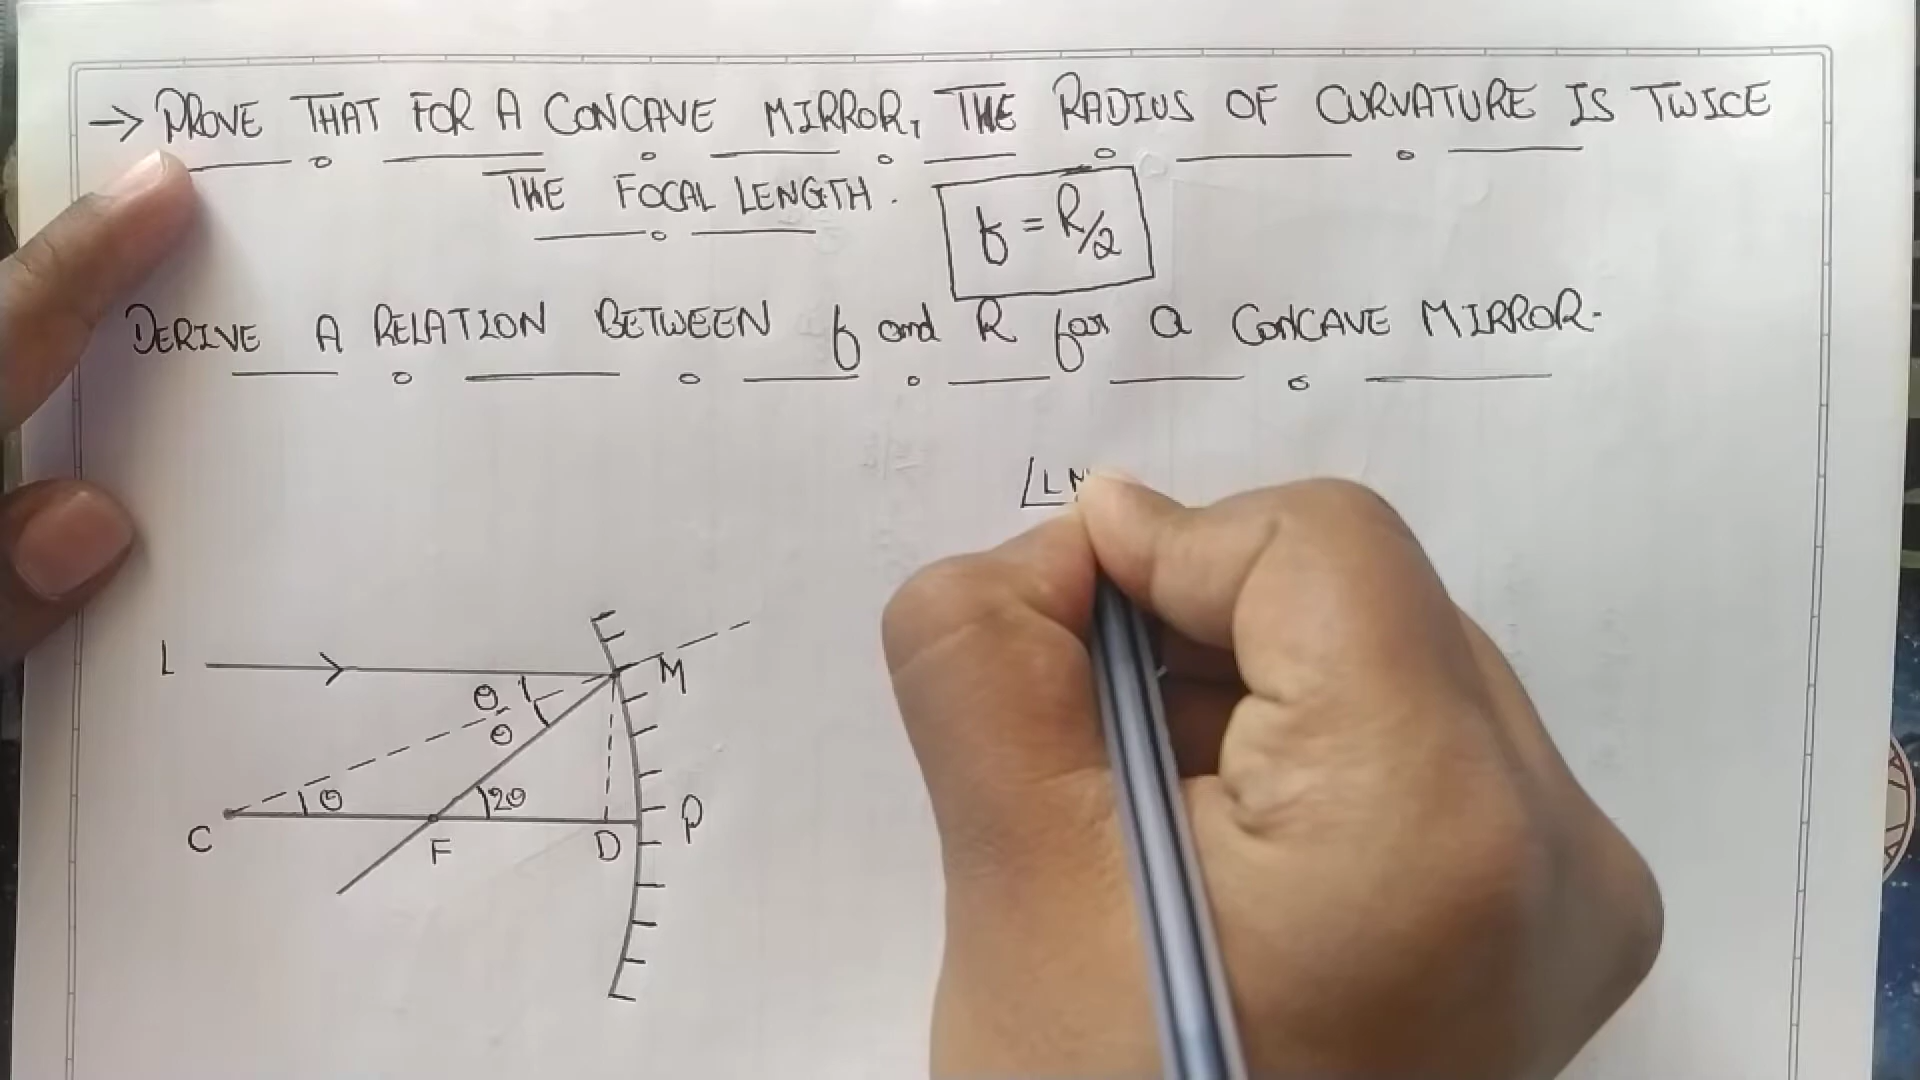 → PROVE THAT FOR A CONCAVE MIRROR, THE RADIUS OF CURVATURE IS TWICE
THE FOCAL LENGTH.
f = R/2
DERIVE A RELATION BETWEEN f and R for a CONCAVE MIRROR.
∠LM
L
M
θ
θ
θ
2θ
C
F
D
P